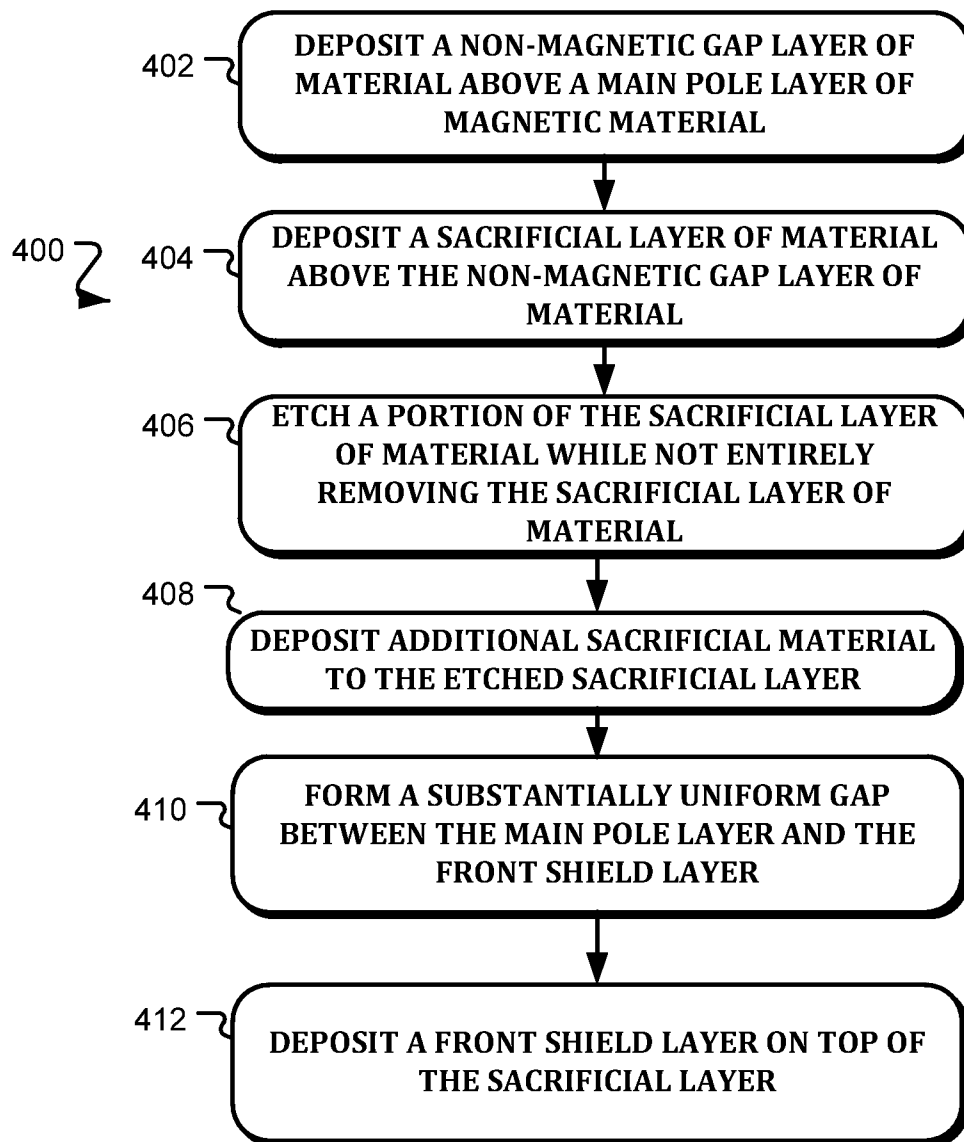 402
DEPOSIT A NON-MAGNETIC GAP LAYER OF
MATERIAL ABOVE A MAIN POLE LAYER OF
MAGNETIC MATERIAL
400
404
DEPOSIT A SACRIFICIAL LAYER OF MATERIAL
ABOVE THE NON-MAGNETIC GAP LAYER OF
MATERIAL
406
ETCH A PORTION OF THE SACRIFICIAL LAYER
OF MATERIAL WHILE NOT ENTIRELY
REMOVING THE SACRIFICIAL LAYER OF
MATERIAL
408
DEPOSIT ADDITIONAL SACRIFICIAL MATERIAL
TO THE ETCHED SACRIFICIAL LAYER
410
FORM A SUBSTANTIALLY UNIFORM GAP
BETWEEN THE MAIN POLE LAYER AND THE
FRONT SHIELD LAYER
412
DEPOSIT A FRONT SHIELD LAYER ON TOP OF
THE SACRIFICIAL LAYER